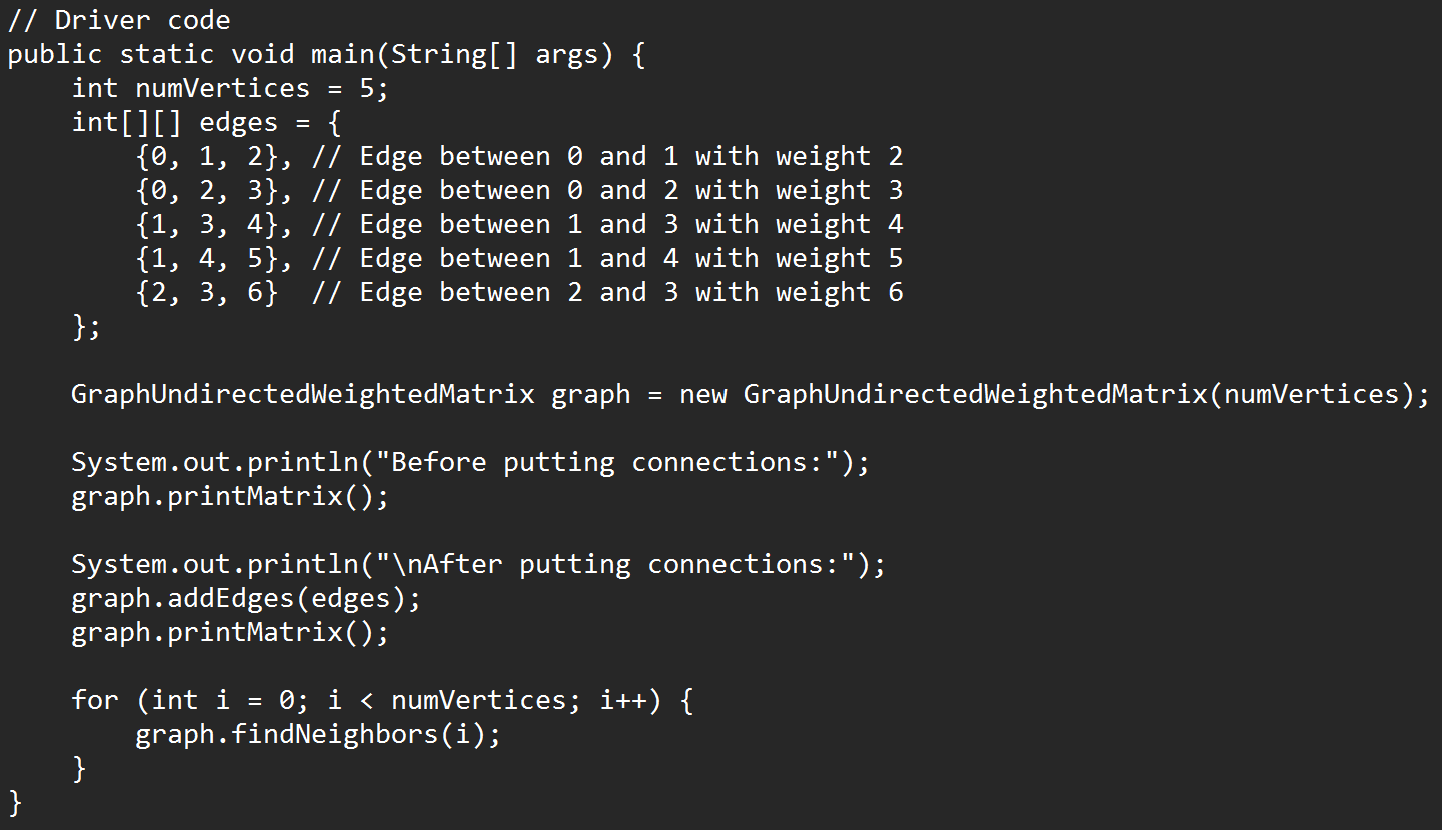 // Driver code
public static void main(String[] args) {
    int numVertices = 5;
    int[][] edges = {
        {0, 1, 2}, // Edge between 0 and 1 with weight 2
        {0, 2, 3}, // Edge between 0 and 2 with weight 3
        {1, 3, 4}, // Edge between 1 and 3 with weight 4
        {1, 4, 5}, // Edge between 1 and 4 with weight 5
        {2, 3, 6}  // Edge between 2 and 3 with weight 6
    };

    GraphUndirectedWeightedMatrix graph = new GraphUndirectedWeightedMatrix(numVertices);

    System.out.println("Before putting connections:");
    graph.printMatrix();

    System.out.println("\nAfter putting connections:");
    graph.addEdges(edges);
    graph.printMatrix();

    for (int i = 0; i < numVertices; i++) {
        graph.findNeighbors(i);
    }
}